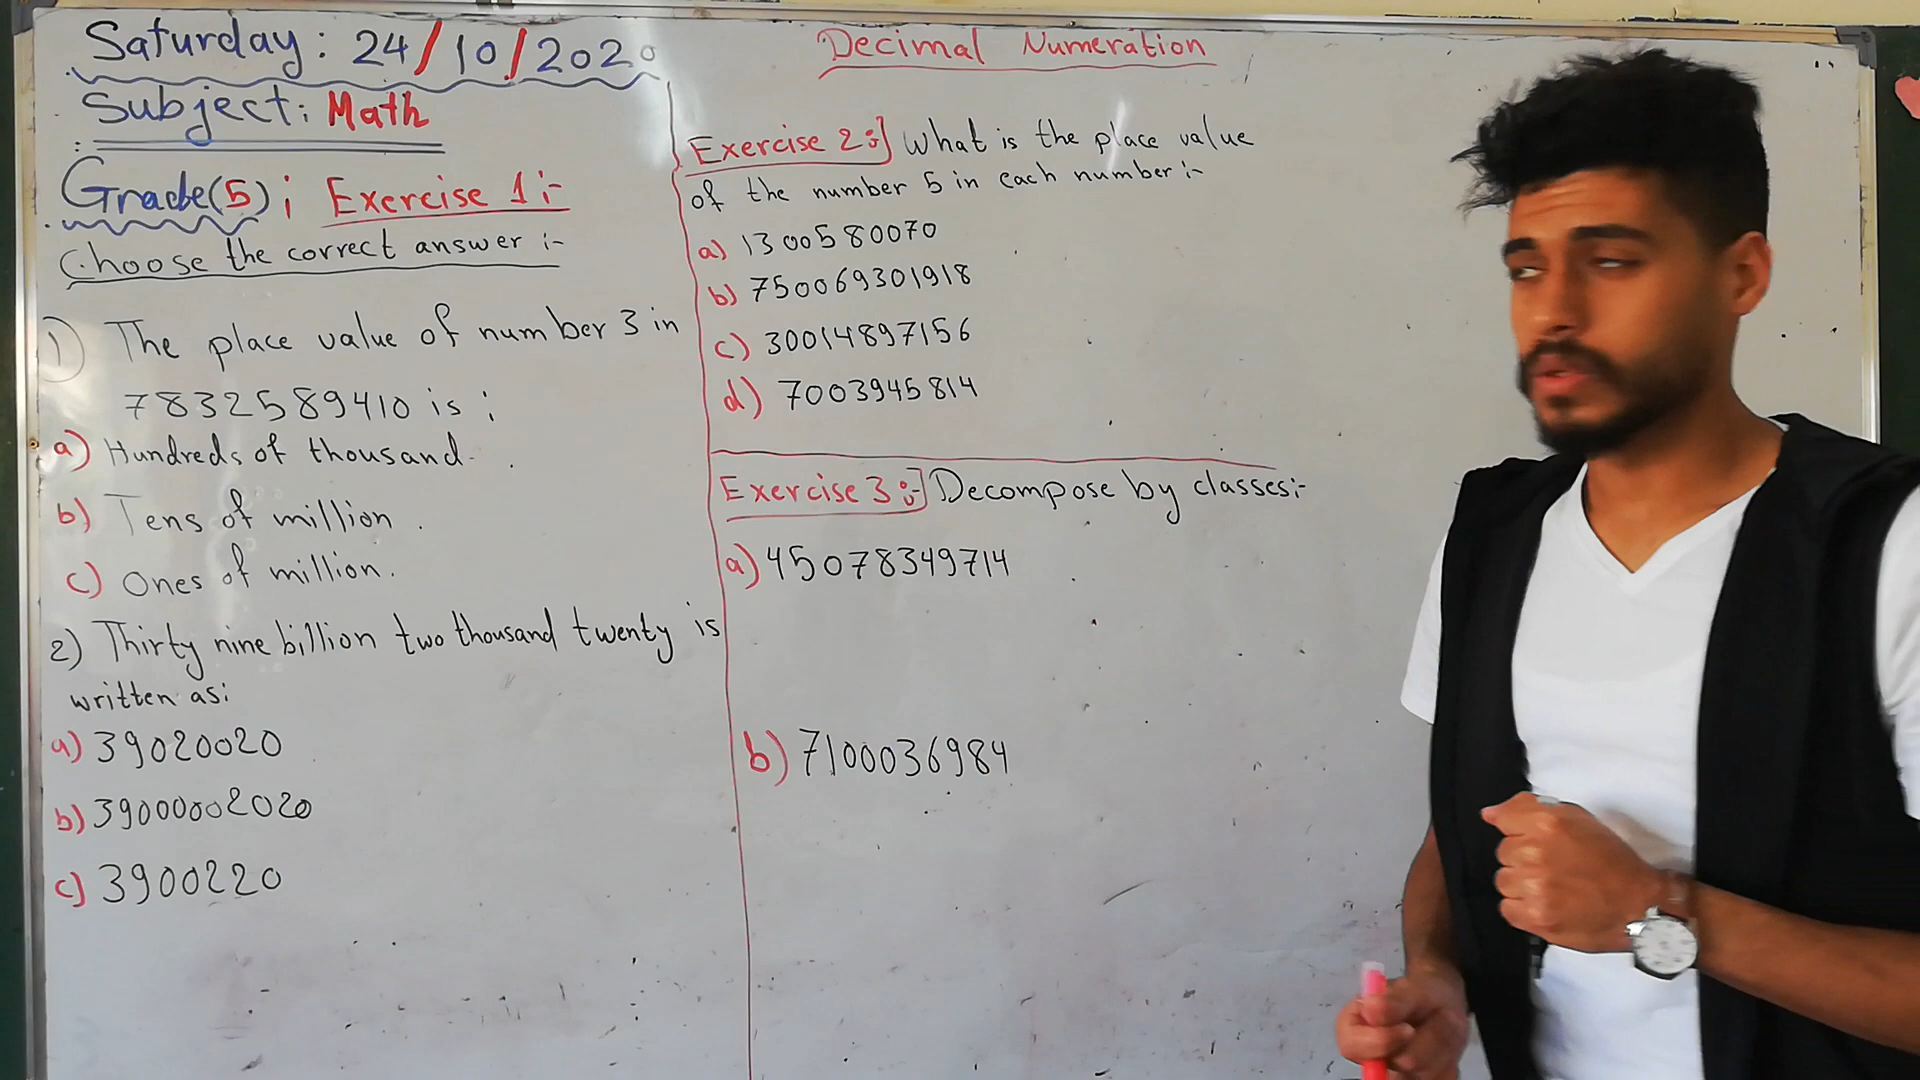 Saturday: 24/10/2020
Subject: Math
Grade(5); Exercise 1:-
Choose the correct answer :-
1) The place value of number 3 in
7832589410 is :
a) Hundreds of thousand.
b) Tens of million.
c) Ones of million.
2) Thirty nine billion two thousand twenty is
written as:
a) 39020020
b) 39000002020
c) 3900220
Decimal Numeration
Exercise 2:] What is the place value
of the number 5 in each number :-
a) 1300580070
b) 750069301918
c) 30014897156
d) 7003945814
Exercise 3:-] Decompose by classes:-
a) 45078349714
b) 7100036984